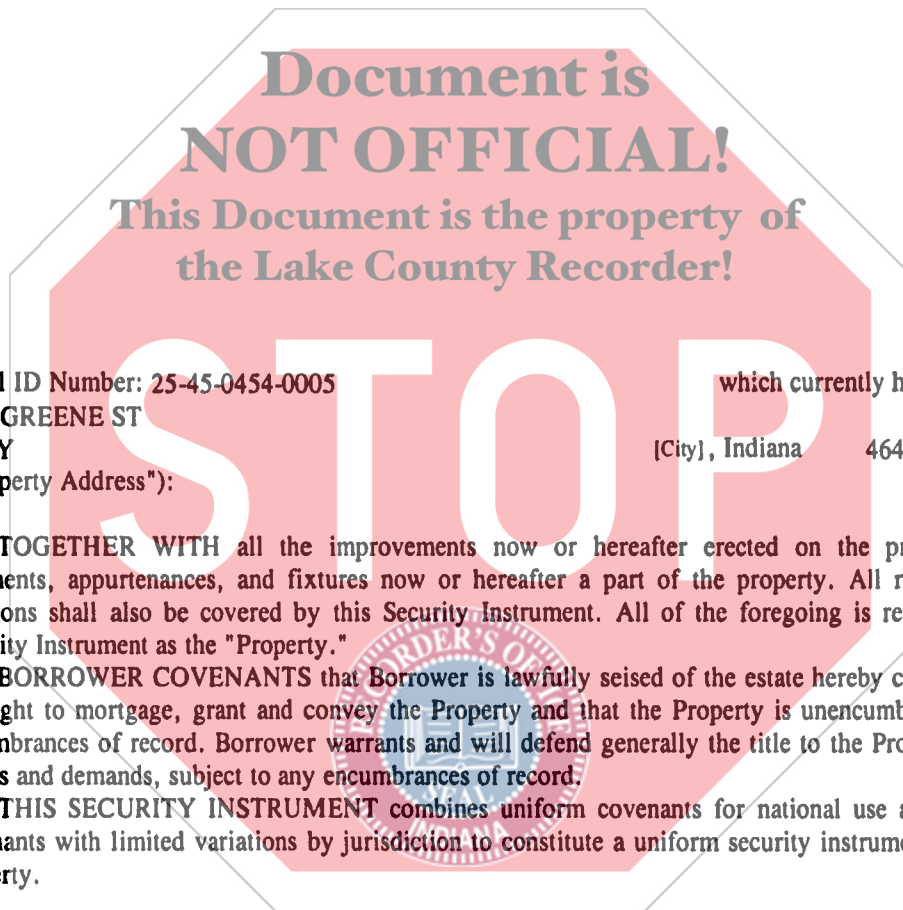 Document is
NOT OFFICIAL!
This Document is the property of
the Lake County Recorder!
STOP
ID Number: 25-45-0454-0005 which currently h
GREENE ST
Y [City], Indiana 464
perty Address"):
TOGETHER WITH all the improvements now or hereafter erected on the pr
ents, appurtenances, and fixtures now or hereafter a part of the property. All r
ons shall also be covered by this Security Instrument. All of the foregoing is re
ity Instrument as the "Property."
BORROWER COVENANTS that Borrower is lawfully seised of the estate hereby c
ght to mortgage, grant and convey the Property and that the Property is unencumb
nbrances of record. Borrower warrants and will defend generally the title to the Pro
s and demands, subject to any encumbrances of record.
THIS SECURITY INSTRUMENT combines uniform covenants for national use a
nants with limited variations by jurisdiction to constitute a uniform security instrume
erty.
RECORDER'S OFFICE
SEAL
INDIANA